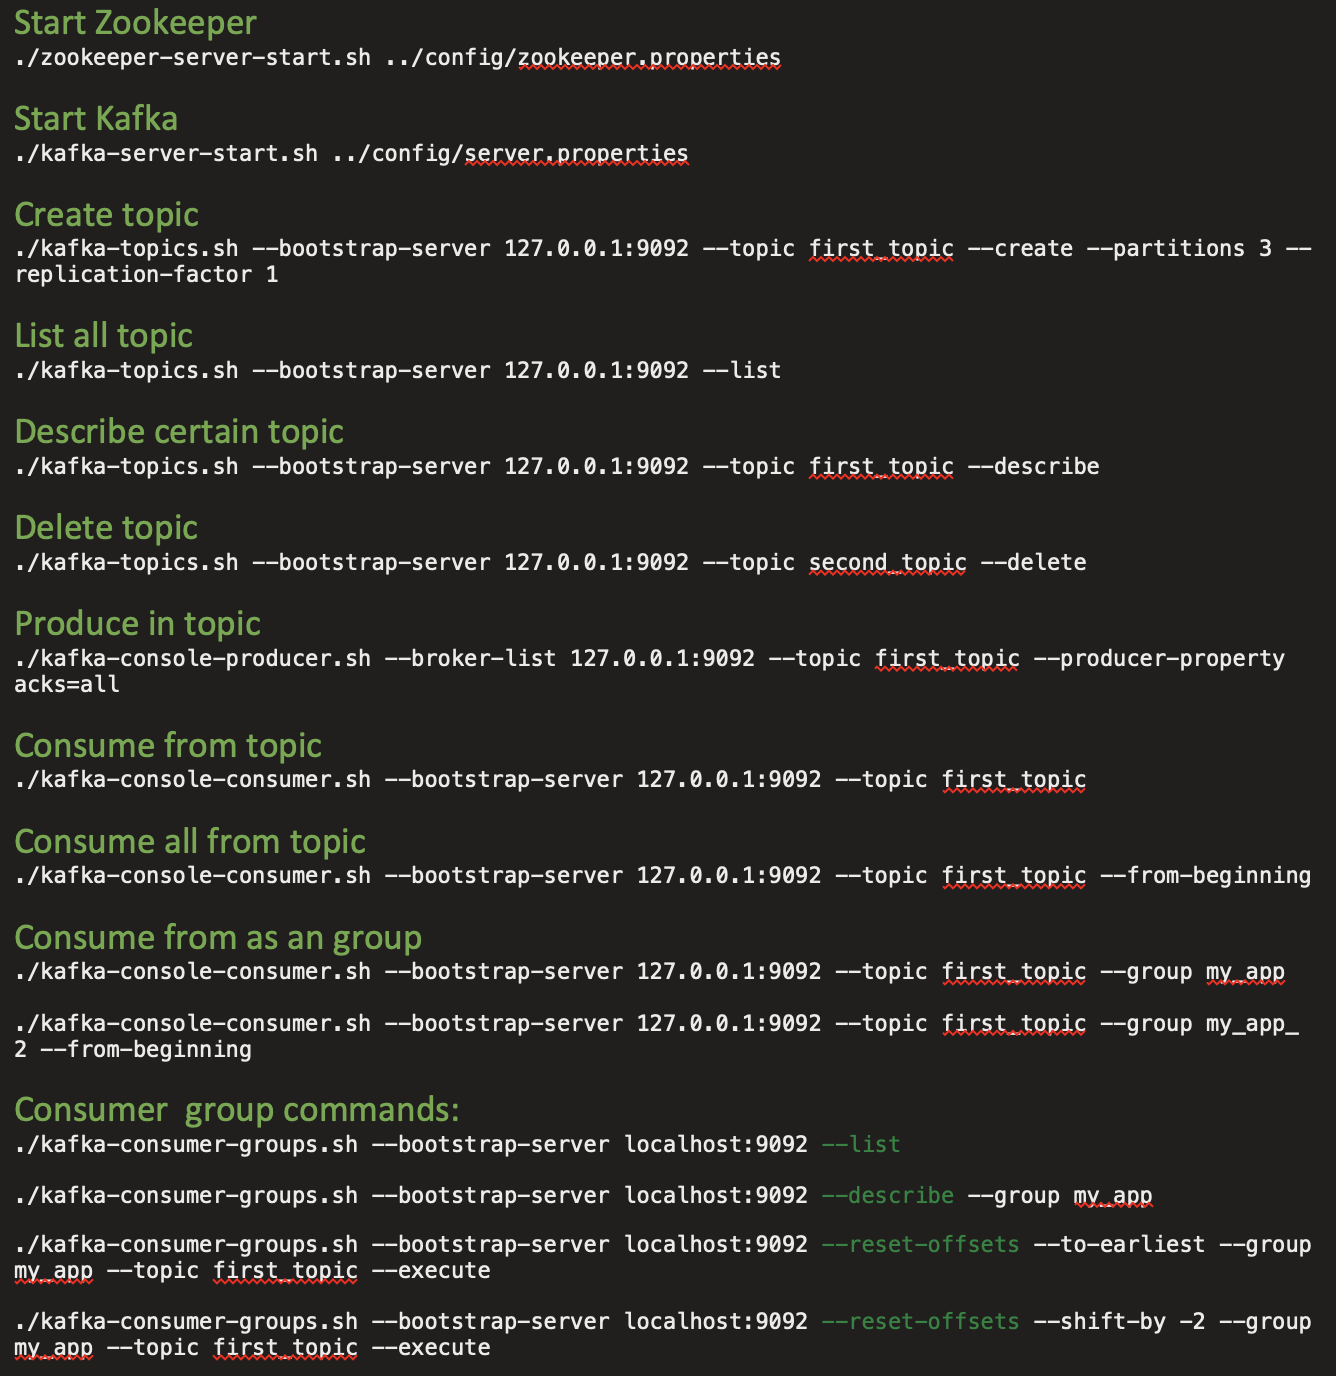 Start Zookeeper
./zookeeper-server-start.sh ../config/zookeeper.properties
Start Kafka
./kafka-server-start.sh ../config/server.properties
Create topic
./kafka-topics.sh --bootstrap-server 127.0.0.1:9092 --topic first_topic --create --partitions 3 --
replication-factor 1
List all topic
./kafka-topics.sh --bootstrap-server 127.0.0.1:9092 --list
Describe certain topic
./kafka-topics.sh --bootstrap-server 127.0.0.1:9092 --topic first_topic --describe
Delete topic
./kafka-topics.sh --bootstrap-server 127.0.0.1:9092 --topic second_topic --delete
Produce in topic
./kafka-console-producer.sh --broker-list 127.0.0.1:9092 --topic first_topic --producer-property
acks=all
Consume from topic
./kafka-console-consumer.sh --bootstrap-server 127.0.0.1:9092 --topic first_topic
Consume all from topic
./kafka-console-consumer.sh --bootstrap-server 127.0.0.1:9092 --topic first_topic --from-beginning
Consume from as an group
./kafka-console-consumer.sh --bootstrap-server 127.0.0.1:9092 --topic first_topic --group my_app
./kafka-console-consumer.sh --bootstrap-server 127.0.0.1:9092 --topic first_topic --group my_app_
2 --from-beginning
Consumer  group commands:
./kafka-consumer-groups.sh --bootstrap-server localhost:9092 --list
./kafka-consumer-groups.sh --bootstrap-server localhost:9092 --describe --group my_app
./kafka-consumer-groups.sh --bootstrap-server localhost:9092 --reset-offsets --to-earliest --group
my_app --topic first_topic --execute
./kafka-consumer-groups.sh --bootstrap-server localhost:9092 --reset-offsets --shift-by -2 --group
my_app --topic first_topic --execute